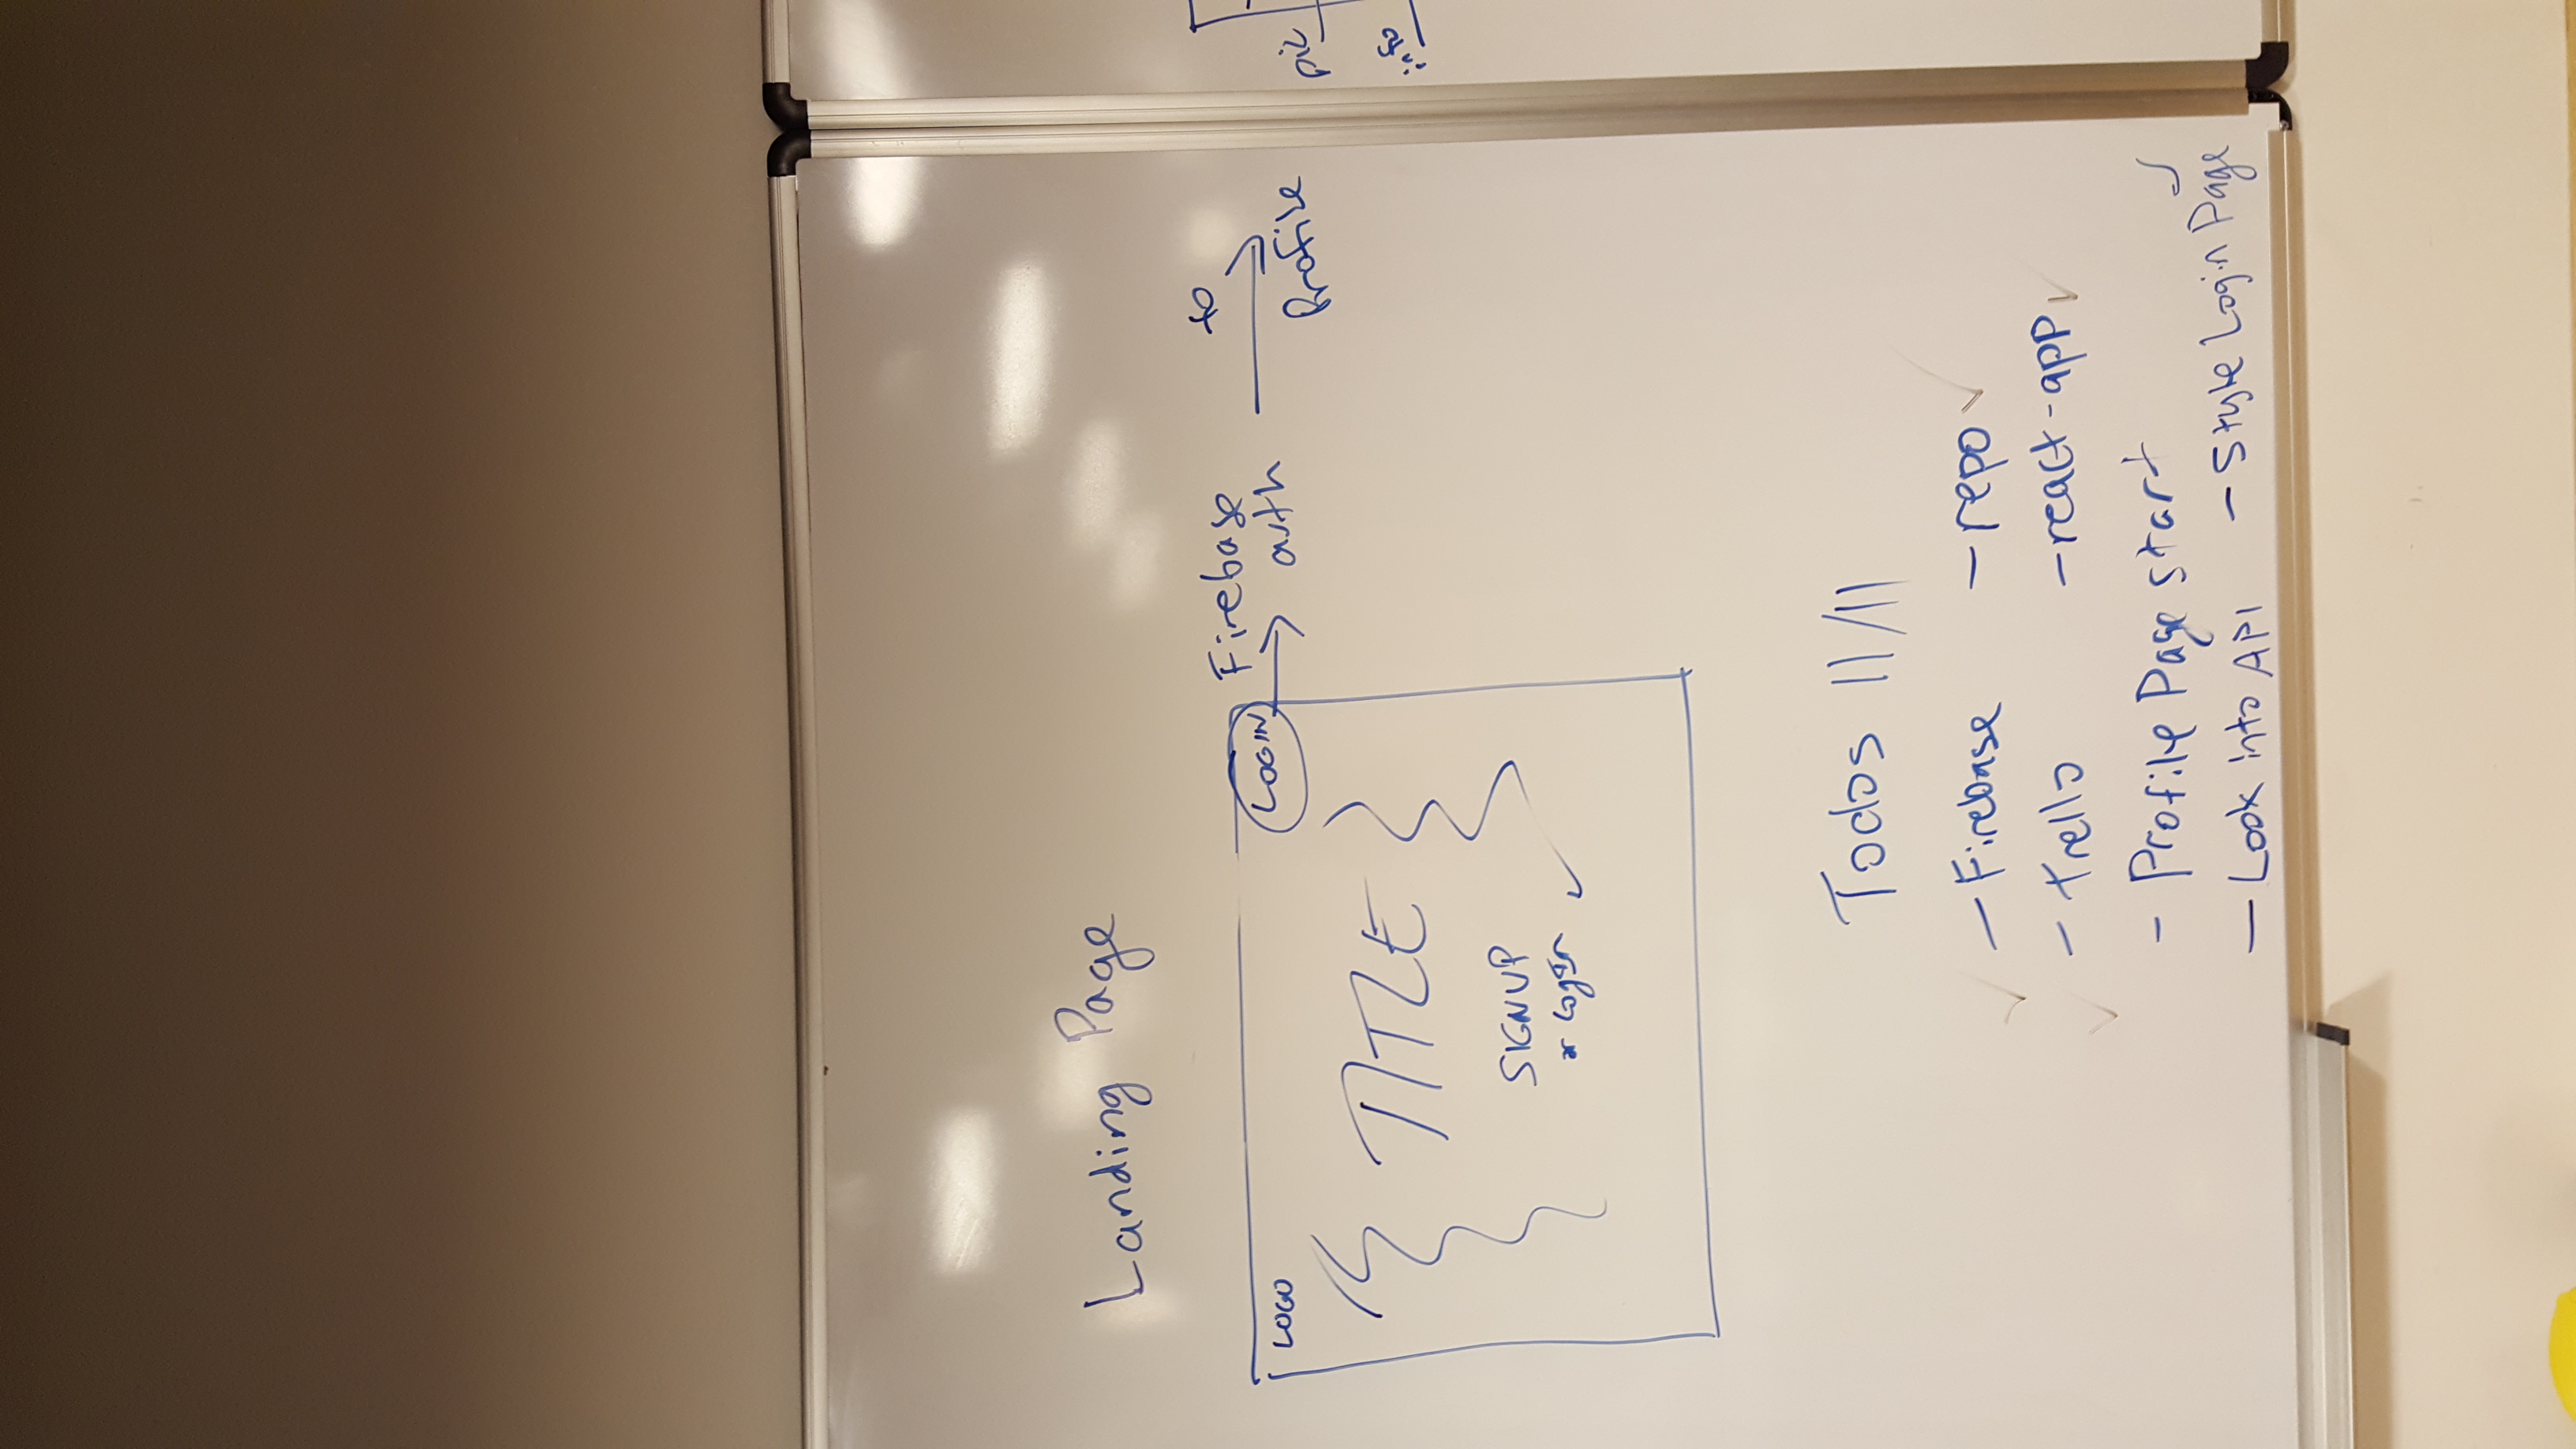 Landing Page
LOGO
LOGIN
Firebase
auth
to
Profile
TITLE
SIGNUP
or login
pic
info
Todos 11/11
- Firebase - repo
- Trello - react-app
- Profile Page start
- Look into API - Style Login Page